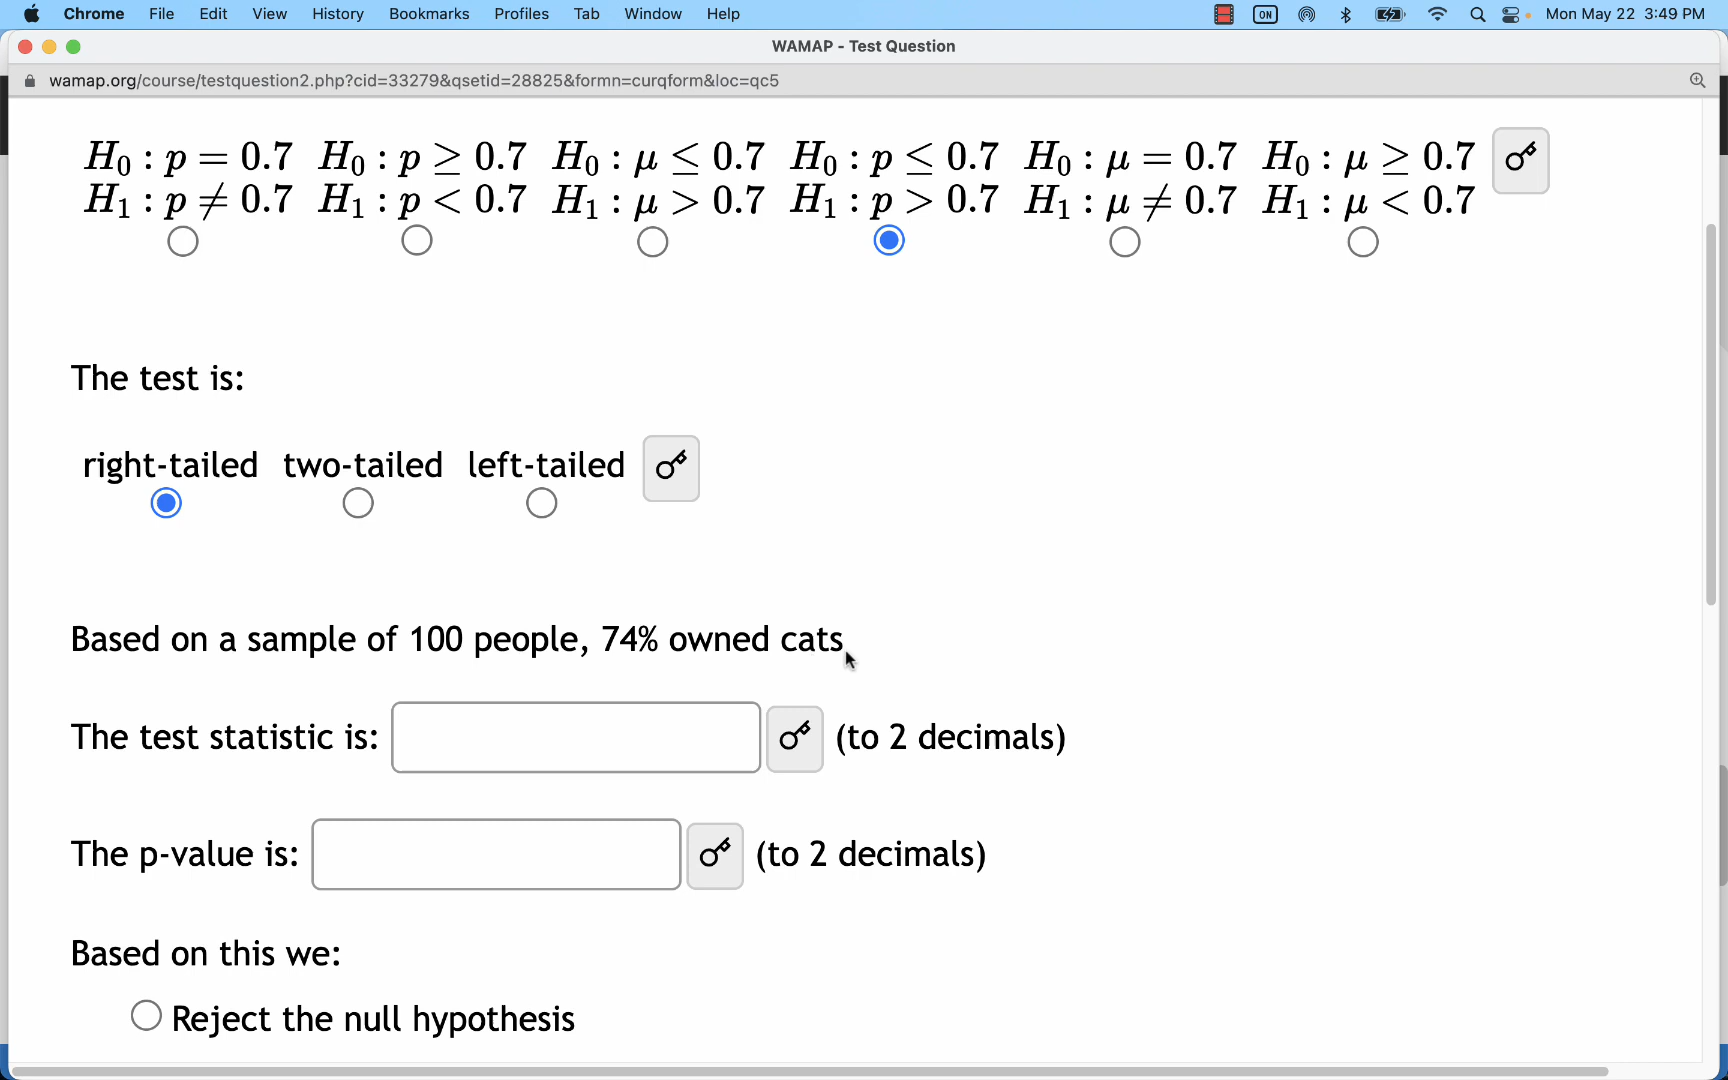 Chrome File Edit View History Bookmarks Profiles Tab Window Help ON Mon May 22 3:49 PM
WAMAP - Test Question
wamap.org/course/testquestion2.php?cid=33279&qsetid=28825&formn=curqform&loc=qc5
H₀ : p = 0.7 H₀ : p ≥ 0.7 H₀ : μ ≤ 0.7 H₀ : p ≤ 0.7 H₀ : μ = 0.7 H₀ : μ ≥ 0.7
H₁ : p ≠ 0.7 H₁ : p < 0.7 H₁ : μ > 0.7 H₁ : p > 0.7 H₁ : μ ≠ 0.7 H₁ : μ < 0.7
The test is:
right-tailed two-tailed left-tailed
Based on a sample of 100 people, 74% owned cats
The test statistic is: (to 2 decimals)
The p-value is: (to 2 decimals)
Based on this we:
Reject the null hypothesis